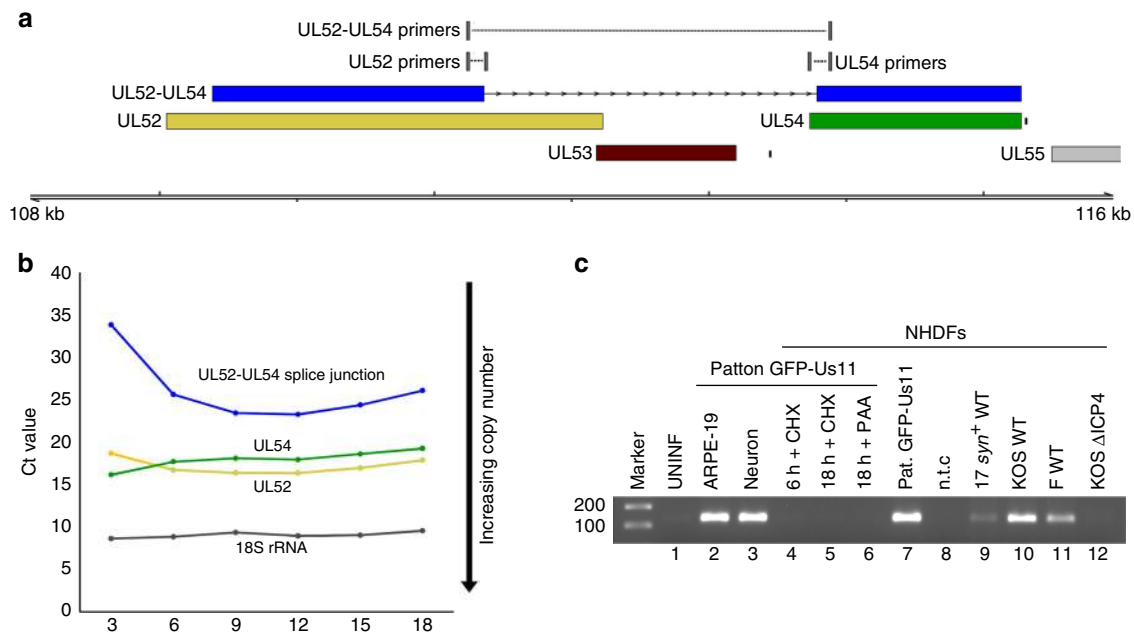 a
UL52-UL54 primers
UL52 primers
UL54 primers
UL52-UL54
UL52
UL54
UL53
UL55
108 kb
116 kb
b
40
35
30
25
20
15
10
5
0
Ct value
UL52-UL54 splice junction
UL54
UL52
18S rRNA
3 6 9 12 15 18
Increasing copy number
c
NHDFs
Patton GFP-Us11
Marker
UNINF
ARPE-19
Neuron
6 h + CHX
18 h + CHX
18 h + PAA
Pat. GFP-Us11
n.t.c
17 syn+ WT
KOS WT
F WT
KOS ΔICP4
200
100
1 2 3 4 5 6 7 8 9 10 11 12